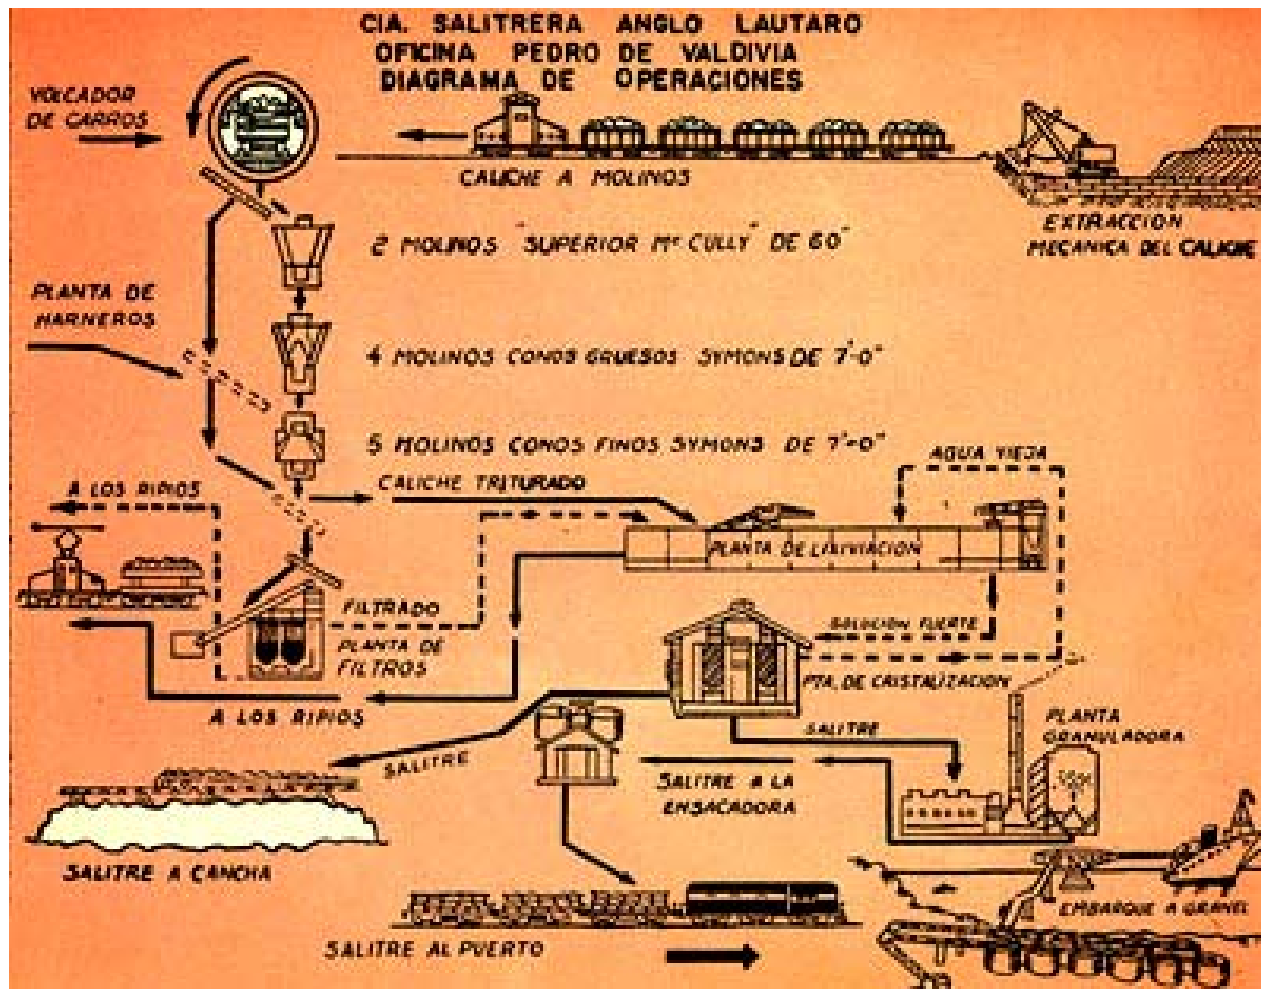 CIA. SALITRERA ANGLO LAUTARO
OFICINA PEDRO DE VALDIVIA
DIAGRAMA DE OPERACIONES
VOLCADOR
DE CARROS
CALICHE A MOLINOS
EXTRACCION
MECANICA DEL CALICHE
2 MOLINOS "SUPERIOR Mc CULLY" DE 60"
PLANTA DE
HARNEROS
4 MOLINOS CONOS GRUESOS SYMONS DE 7'-0"
5 MOLINOS CONOS FINOS SYMONS DE 7'-0"
AGUA VIEJA
A LOS RIPIOS
CALICHE TRITURADO
PLANTA DE LIXIVIACION
FILTRADO
PLANTA DE
FILTROS
SOLUCION FUERTE
PTA. DE CRISTALIZACION
A LOS RIPIOS
PLANTA
GRANULADORA
SALITRE
SALITRE
SALITRE A LA
ENSACADORA
SALITRE A CANCHA
EMBARQUE A GRANEL
SALITRE AL PUERTO